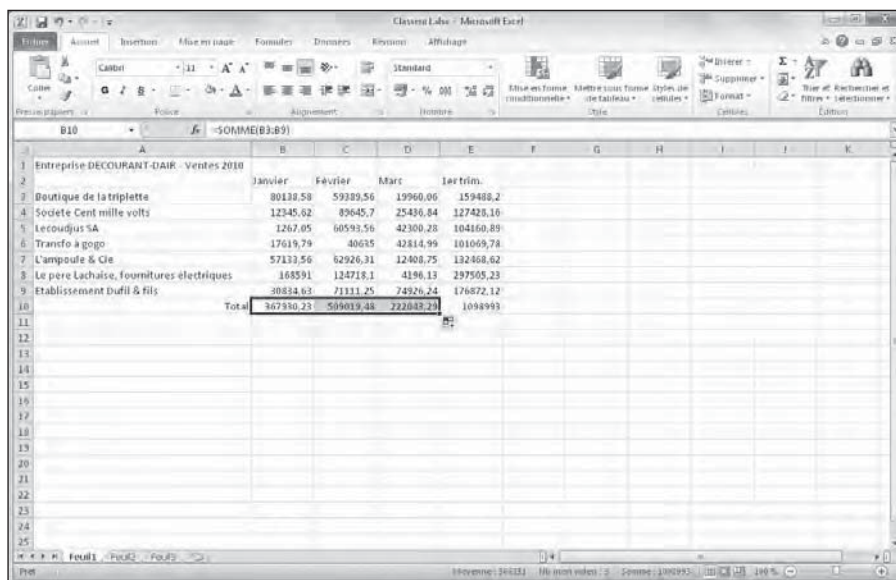 Classeur1.xlsx - Microsoft Excel
Fichier Accueil Insertion Mise en page Formules Données Révision Affichage
Coller Calibri 11 Standard Mise en forme conditionnelle Mettre sous forme de tableau Styles de cellules Insérer Supprimer Format Trier et filtrer Rechercher et sélectionner
Presse-papiers Police Alignement Nombre Style Cellules Édition
B10 fx =SOMME(B3:B9)
A B C D E F G H I J K
1 Entreprise DECOURANT-DAIR - Ventes 2010
2 Janvier Février Mars 1er trim.
3 Boutique de la triplette 80138,58 59389,56 19960,06 159488,2
4 Société Cent mille volts 12345,62 89645,7 25436,84 127428,16
5 Lecoudjus SA 1267,05 60593,56 42300,28 104160,89
6 Transfo à gogo 17619,79 40635 42814,99 101069,78
7 L'ampoule & Cie 57133,56 62926,31 12408,75 132468,62
8 Le père Lachaise, fournitures électriques 168591 124718,1 4196,13 297505,23
9 Etablissement Dufil & fils 30834,63 71111,25 74926,24 176872,12
10 Total 367930,23 509019,48 222043,29 1098993
11
12
13
14
15
16
17
18
19
20
21
22
23
24
25
Feuil1 Feuil2 Feuil3
Prêt Moyenne : 366331 Nb (non vides) : 3 Somme : 1098993 100 %